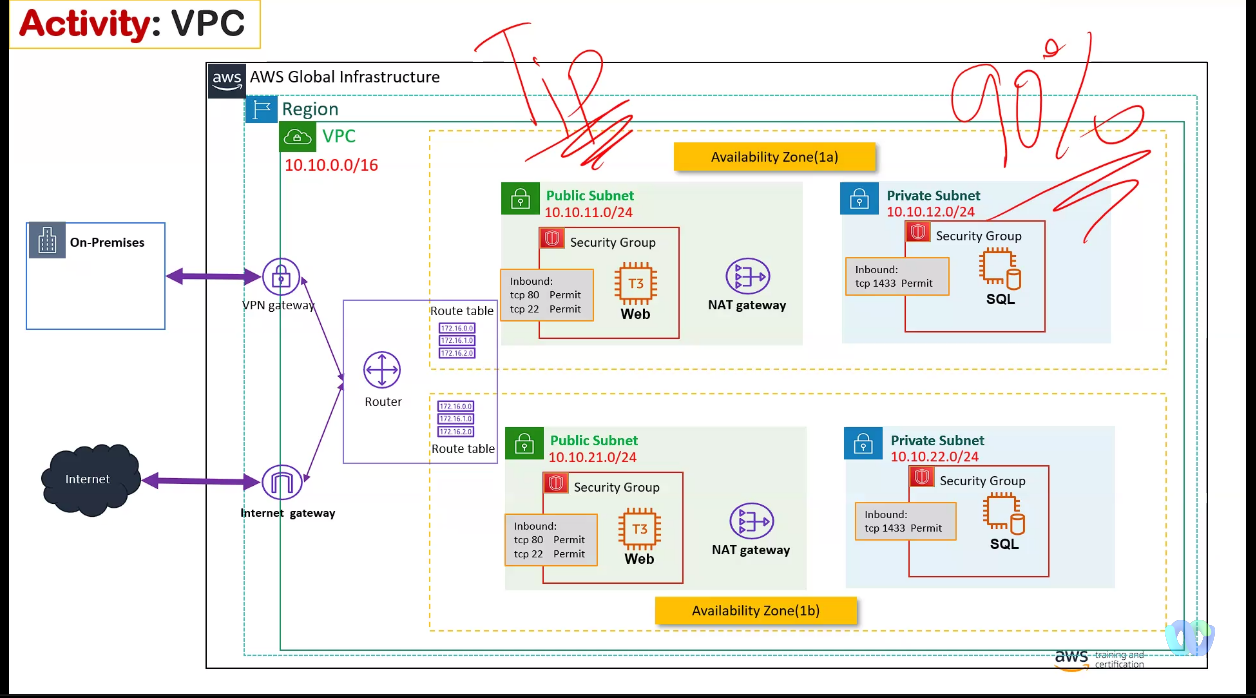 Activity: VPC
Tip
90%
aws AWS Global Infrastructure
Region
VPC
10.10.0.0/16
Availability Zone(1a)
Public Subnet
10.10.11.0/24
Security Group
Inbound:
tcp 80 Permit
tcp 22 Permit
T3
Web
NAT gateway
Private Subnet
10.10.12.0/24
Security Group
Inbound:
tcp 1433 Permit
SQL
On-Premises
VPN gateway
Route table
172.16.0.0
172.16.1.0
172.16.2.0
Router
172.16.0.0
172.16.1.0
172.16.2.0
Route table
Internet
Internet gateway
Public Subnet
10.10.21.0/24
Security Group
Inbound:
tcp 80 Permit
tcp 22 Permit
T3
Web
NAT gateway
Private Subnet
10.10.22.0/24
Security Group
Inbound:
tcp 1433 Permit
SQL
Availability Zone(1b)
aws training and
certification